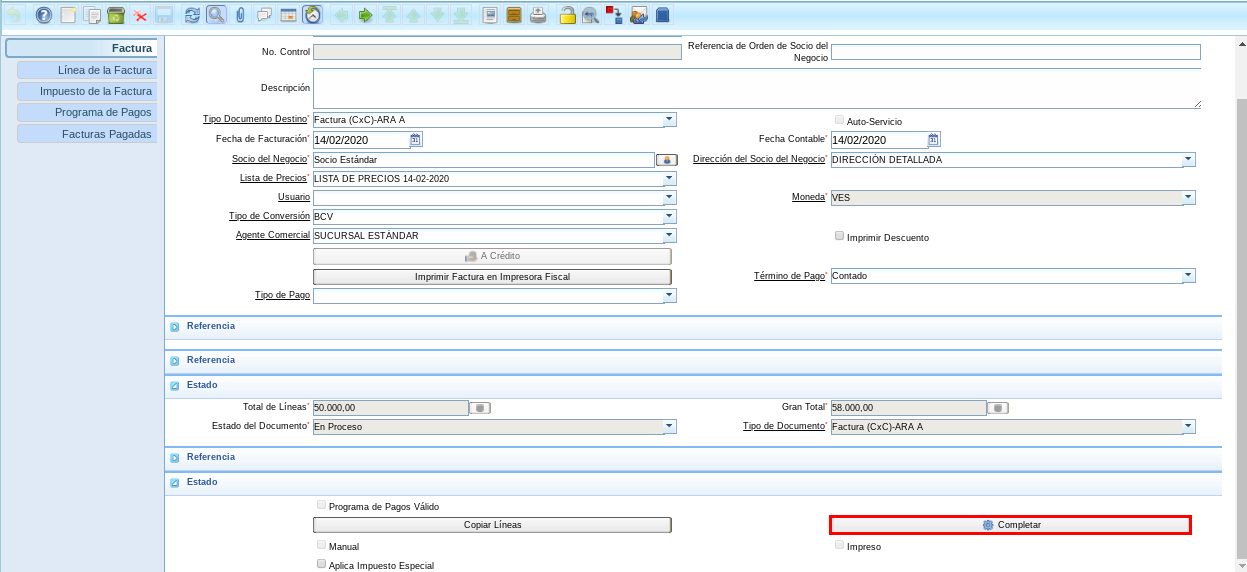 Factura
Línea de la Factura
Impuesto de la Factura
Programa de Pagos
Facturas Pagadas
No. Control
Referencia de Orden de Socio del
Negocio
Descripción
Tipo Documento Destino* Factura (CxC)-ARA A
Auto-Servicio
Fecha de Facturación* 14/02/2020
Fecha Contable* 14/02/2020
Socio del Negocio* Socio Estándar
Dirección del Socio del Negocio* DIRECCIÓN DETALLADA
Lista de Precios* LISTA DE PRECIOS 14-02-2020
Usuario
Moneda* VES
Tipo de Conversión BCV
Agente Comercial SUCURSAL ESTÁNDAR
Imprimir Descuento
A Crédito
Imprimir Factura en Impresora Fiscal
Término de Pago* Contado
Tipo de Pago
Referencia
Referencia
Estado
Total de Líneas* 50.000,00
Gran Total* 58.000,00
Estado del Documento* En Proceso
Tipo de Documento* Factura (CxC)-ARA A
Referencia
Estado
Programa de Pagos Válido
Copiar Líneas
Completar
Manual
Impreso
Aplica Impuesto Especial